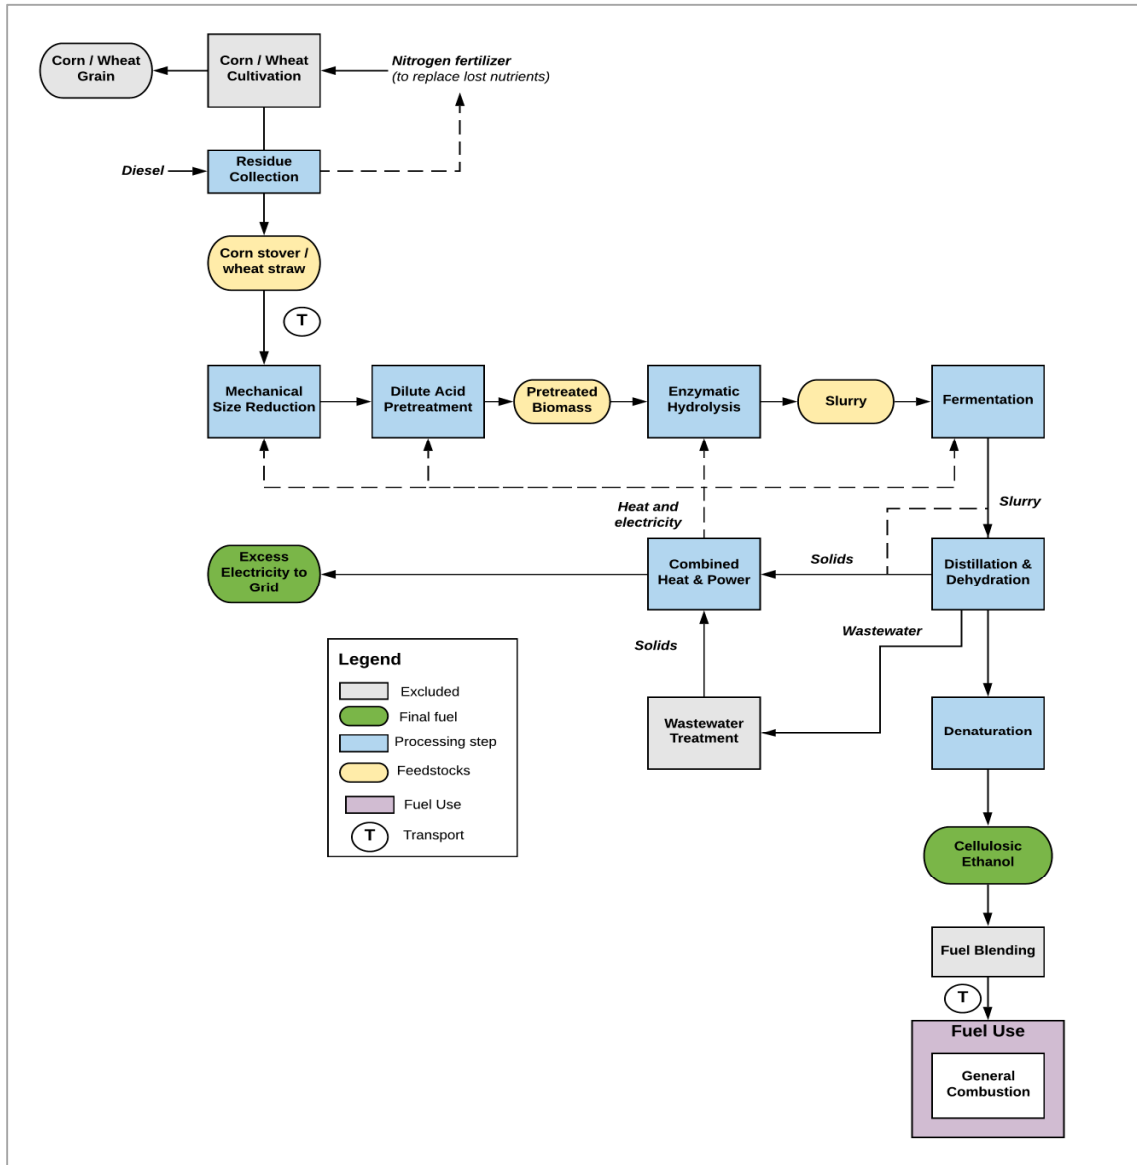 Corn / Wheat
Grain
Corn / Wheat
Cultivation
Nitrogen fertilizer
(to replace lost nutrients)
Diesel
Residue
Collection
Corn stover /
wheat straw
T
Mechanical
Size Reduction
Dilute Acid
Pretreatment
Pretreated
Biomass
Enzymatic
Hydrolysis
Slurry
Fermentation
Heat and
electricity
Slurry
Excess
Electricity to
Grid
Combined
Heat & Power
Solids
Distillation &
Dehydration
Wastewater
Solids
Legend
Excluded
Final fuel
Processing step
Feedstocks
Fuel Use
T Transport
Wastewater
Treatment
Denaturation
Cellulosic
Ethanol
Fuel Blending
T
Fuel Use
General
Combustion